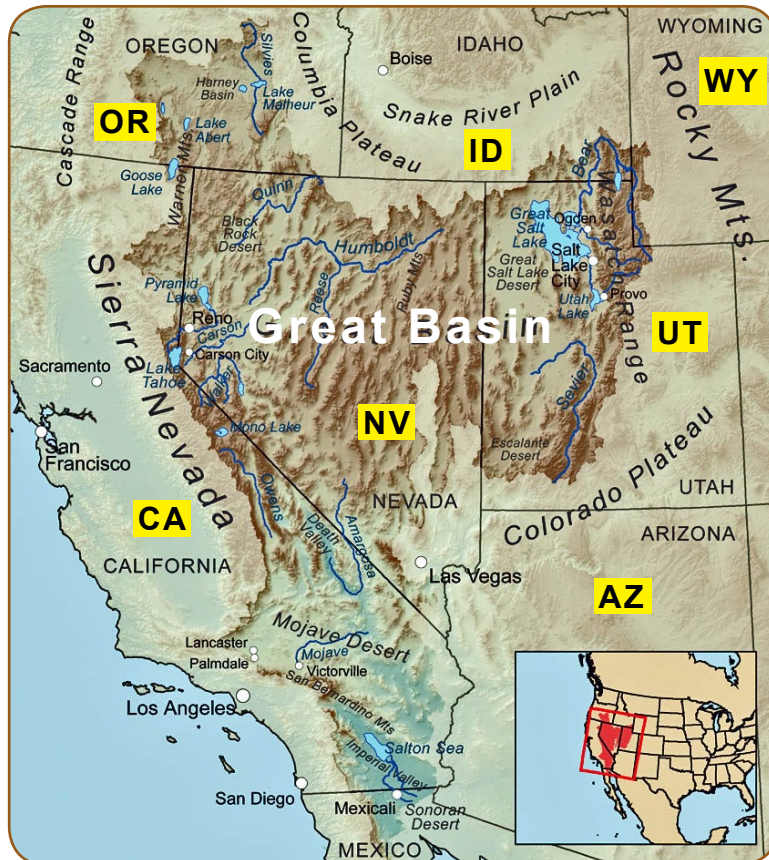 OREGON
IDAHO
WYOMING
Cascade Range
Silvies
Columbia Plateau
Boise
Rocky Mts.
WY
Harney
Basin
Lake
Malheur
Snake River Plain
OR
Lake
Abert
ID
Goose
Lake
Warner Mts.
Quinn
Bear
Black
Rock
Desert
Humboldt
Great
Salt
Lake
Ogden
Wasatch Range
Sierra Nevada
Pyramid
Lake
Reese
Ruby Mts
Great
Salt Lake
Desert
Salt
Lake
City
Utah
Lake
Provo
Reno
Carson
Great Basin
UT
Carson City
Lake
Tahoe
Walker
Sacramento
Sevier
Mono Lake
NV
San
Francisco
Escalante
Desert
Colorado Plateau
Owens
NEVADA
UTAH
CA
Death
Valley
Amargosa
ARIZONA
CALIFORNIA
Las Vegas
AZ
Mojave Desert
Lancaster
Palmdale
Mojave
Victorville
San Bernardino Mts
Los Angeles
Salton Sea
Imperial Valley
San Diego
Mexicali
Sonoran
Desert
MEXICO